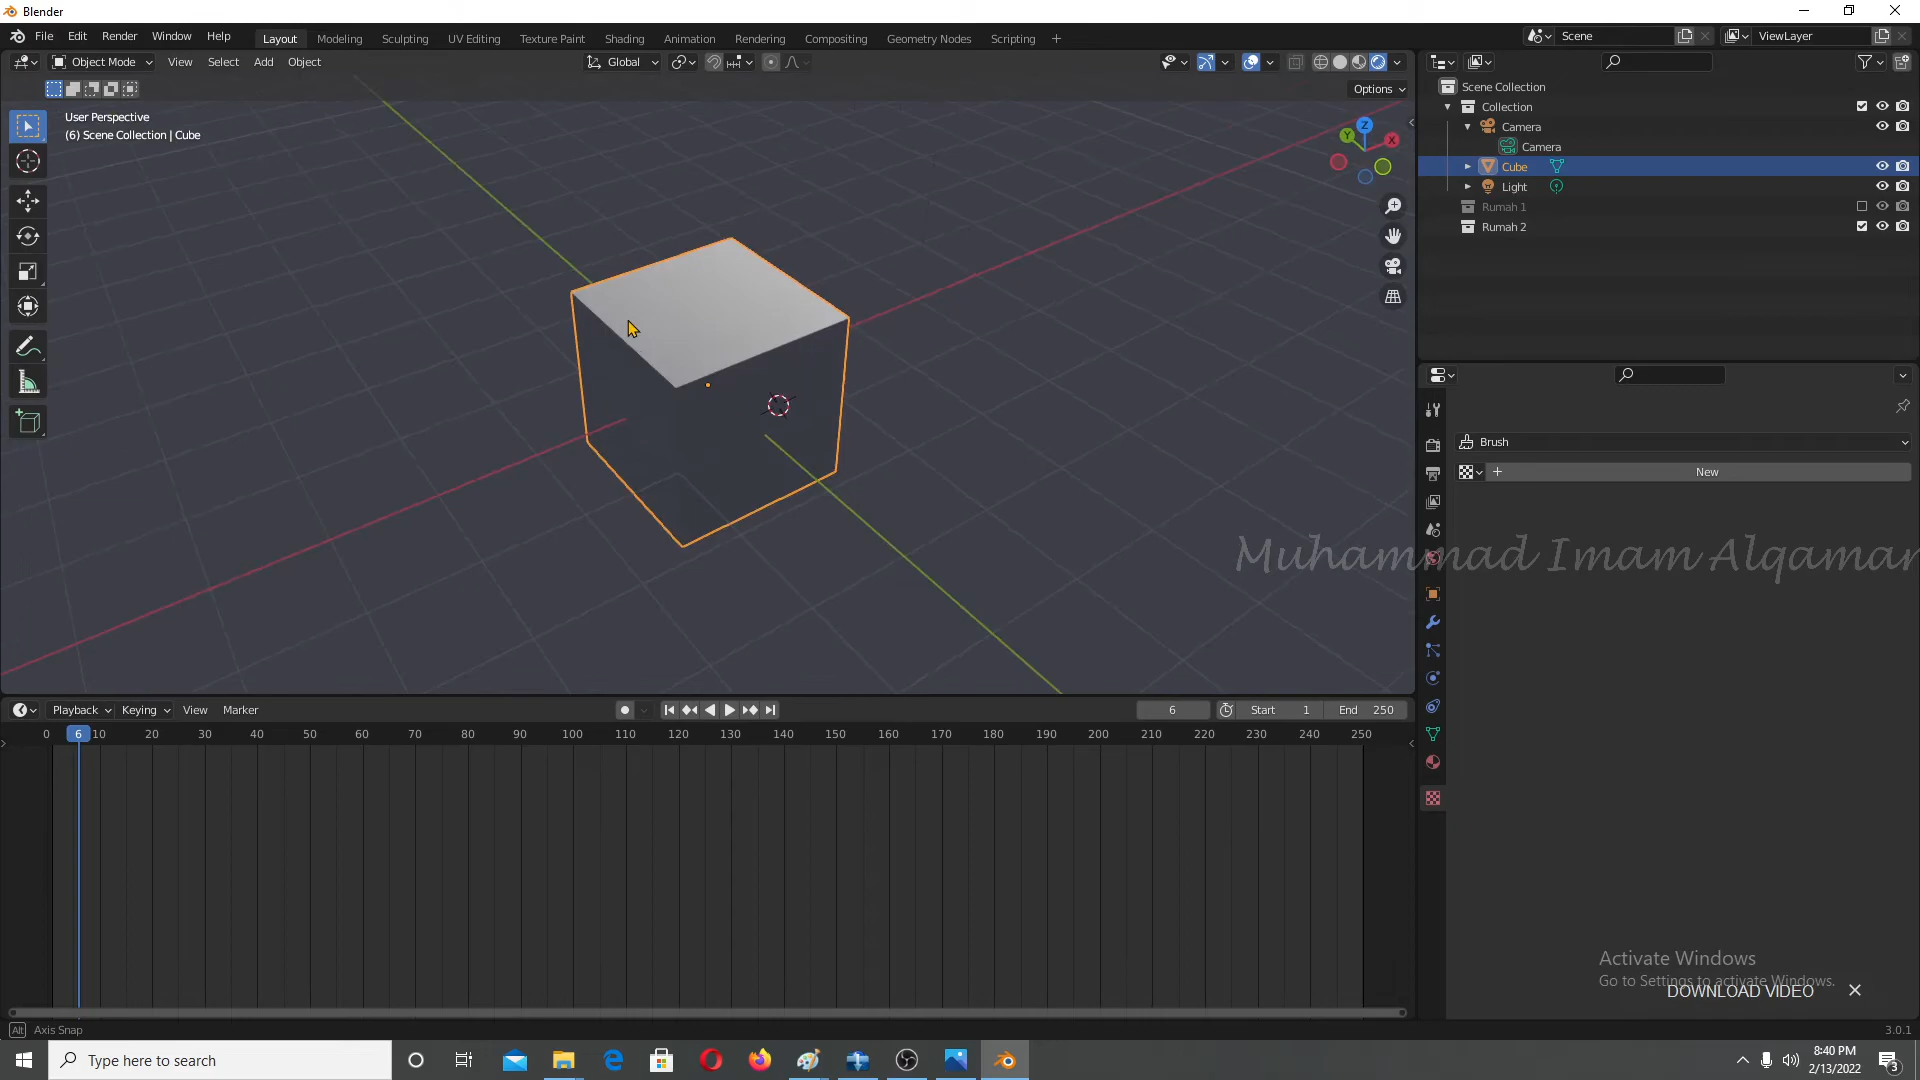 Blender
File Edit Render Window Help
Layout Modeling Sculpting UV Editing Texture Paint Shading Animation Rendering Compositing Geometry Nodes Scripting +
Scene
ViewLayer
Object Mode View Select Add Object
Global
Options
User Perspective
(6) Scene Collection | Cube
Z
Y
X
Scene Collection
Collection
Camera
Camera
Cube
Light
Rumah 1
Rumah 2
Brush
New
Muhammad Imam Alqamar
Playback Keying View Marker
6
Start 1
End 250
0 6 10 20 30 40 50 60 70 80 90 100 110 120 130 140 150 160 170 180 190 200 210 220 230 240 250
Activate Windows
Go to Settings to activate Windows.
DOWNLOAD VIDEO
Alt Axis Snap
3.0.1
Type here to search
8:40 PM
2/13/2022
3